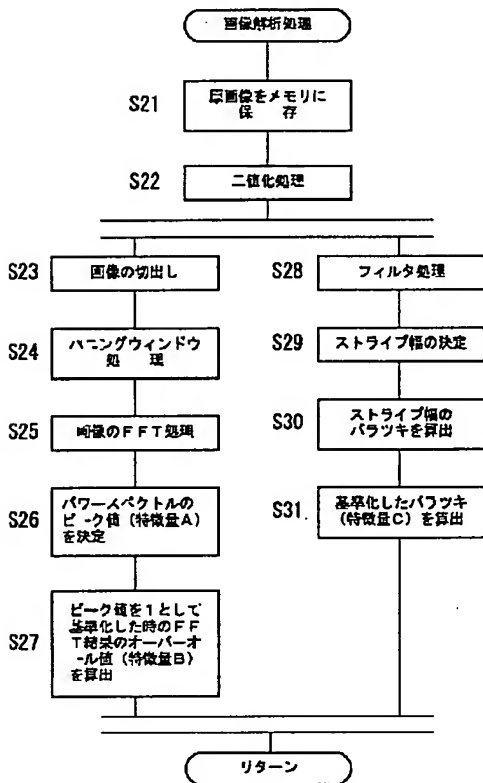 画像解析処理
S21
原画像をメモリに
保 存
S22
二値化処理
S23
画像の切出し
S24
ハニングウィンドウ
処 理
S25
画像のFFT処理
S26
パワースペクトルの
ピーク値(特徴量A)
を決定
S27
ピーク値を1として
基準化した時のFF
T結果のオーバーオ
ール値(特徴量B)
を算出
S28
フィルタ処理
S29
ストライプ幅の決定
S30
ストライプ幅の
バラツキを算出
S31
基準化したバラツキ
(特徴量C)を算出
リターン